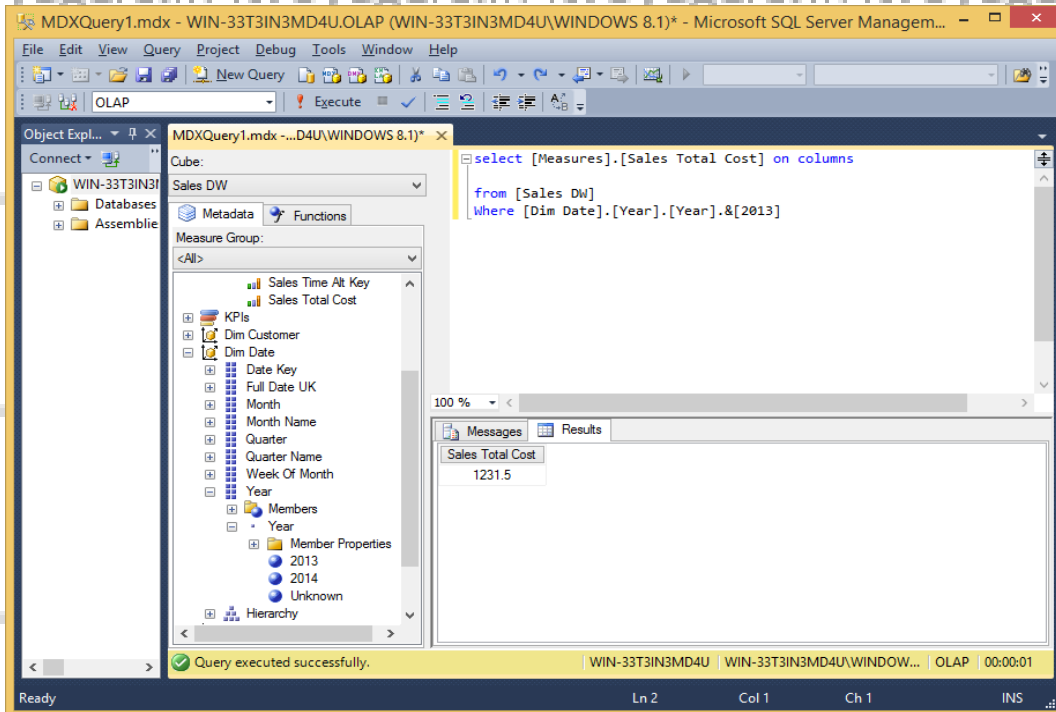 MDXQuery1.mdx - WIN-33T3IN3MD4U.OLAP (WIN-33T3IN3MD4U\WINDOWS 8.1)* - Microsoft SQL Server Managem...
File Edit View Query Project Debug Tools Window Help
New Query
OLAP Execute
Object Expl...
Connect
WIN-33T3IN3
Databases
Assemblie
MDXQuery1.mdx -...D4U\WINDOWS 8.1)*
Cube:
Sales DW
Metadata Functions
Measure Group:
<All>
Sales Time Alt Key
Sales Total Cost
KPIs
Dim Customer
Dim Date
Date Key
Full Date UK
Month
Month Name
Quarter
Quarter Name
Week Of Month
Year
Members
Year
Member Properties
2013
2014
Unknown
Hierarchy
select [Measures].[Sales Total Cost] on columns
from [Sales DW]
Where [Dim Date].[Year].[Year].&[2013]
100 %
Messages Results
Sales Total Cost
1231.5
Query executed successfully. WIN-33T3IN3MD4U WIN-33T3IN3MD4U\WINDOW... OLAP 00:00:01
Ready Ln 2 Col 1 Ch 1 INS